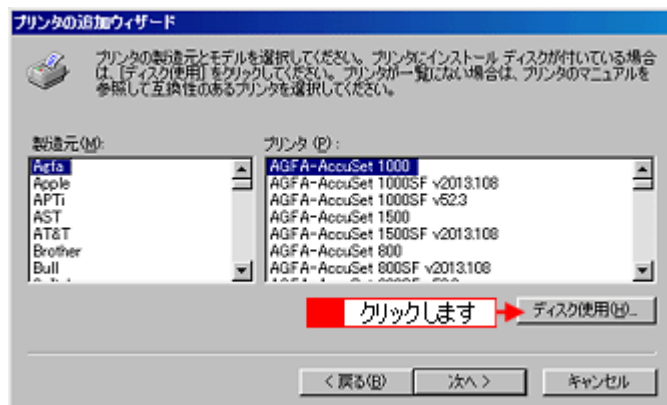 プリンタの追加ウィザード
プリンタの製造元とモデルを選択してください。プリンタにインストール ディスクが付いている場合
は、[ディスク使用] をクリックしてください。プリンタが一覧にない場合は、プリンタのマニュアルを
参照して互換性のあるプリンタを選択してください。
製造元(M):
Agfa
Apple
APTi
AST
AT&T
Brother
Bull
プリンタ (P) :
AGFA-AccuSet 1000
AGFA-AccuSet 1000SF v2013.108
AGFA-AccuSet 1000SF v52.3
AGFA-AccuSet 1500
AGFA-AccuSet 1500SF v2013.108
AGFA-AccuSet 800
AGFA-AccuSet 800SF v2013.108
クリックします
ディスク使用(H)...
< 戻る(B)
次へ >
キャンセル